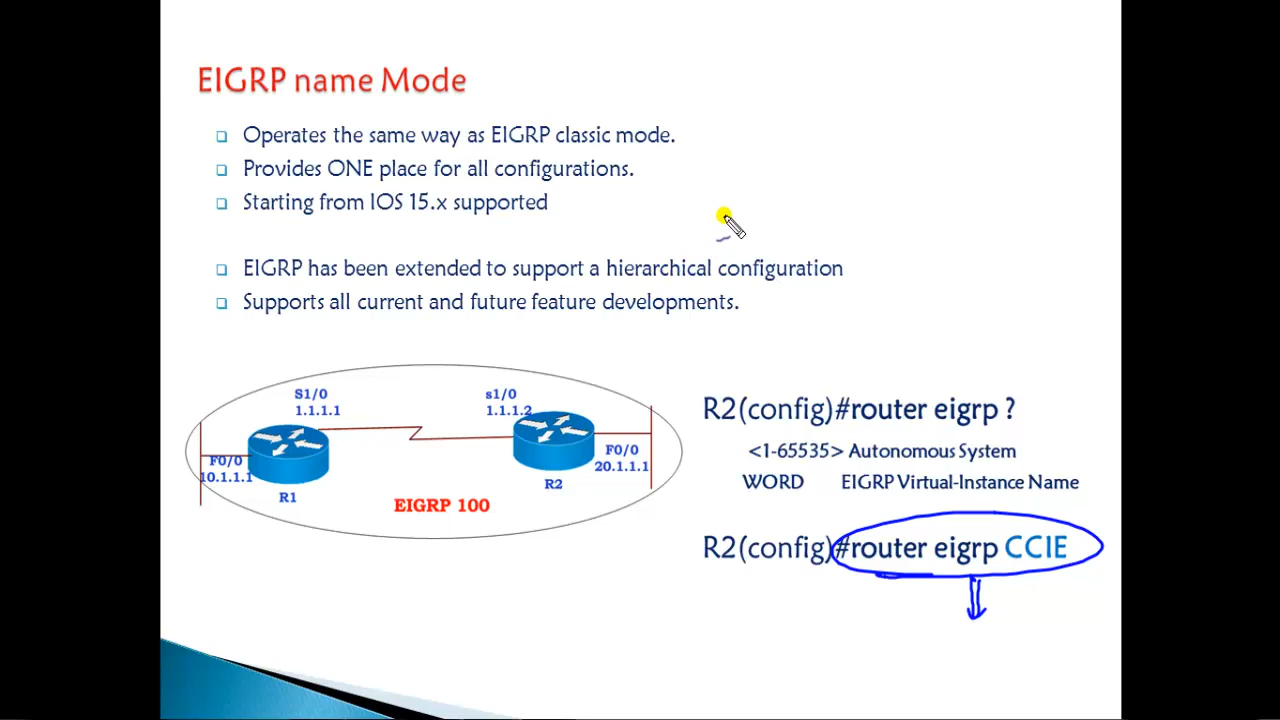 EIGRP name Mode
Operates the same way as EIGRP classic mode.
Provides ONE place for all configurations.
Starting from IOS 15.x supported
EIGRP has been extended to support a hierarchical configuration
Supports all current and future feature developments.
S1/0
1.1.1.1
s1/0
1.1.1.2
F0/0
10.1.1.1
R1
F0/0
20.1.1.1
R2
EIGRP 100
R2(config)#router eigrp ?
<1-65535> Autonomous System
WORD EIGRP Virtual-Instance Name
R2(config)#router eigrp CCIE